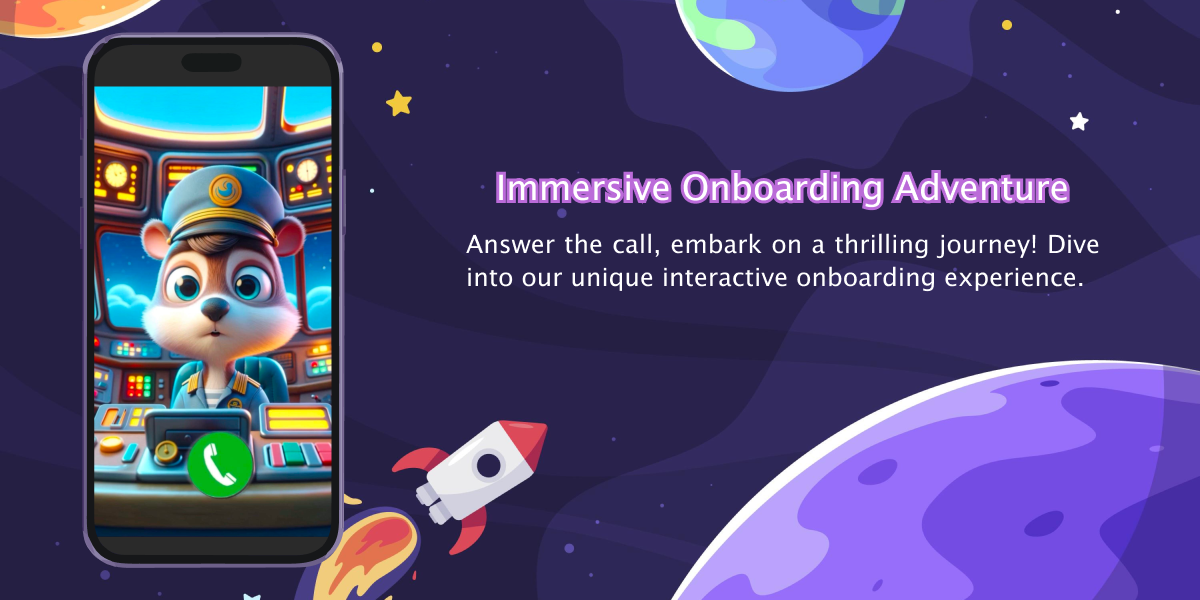 Immersive Onboarding Adventure
Answer the call, embark on a thrilling journey! Dive
into our unique interactive onboarding experience.